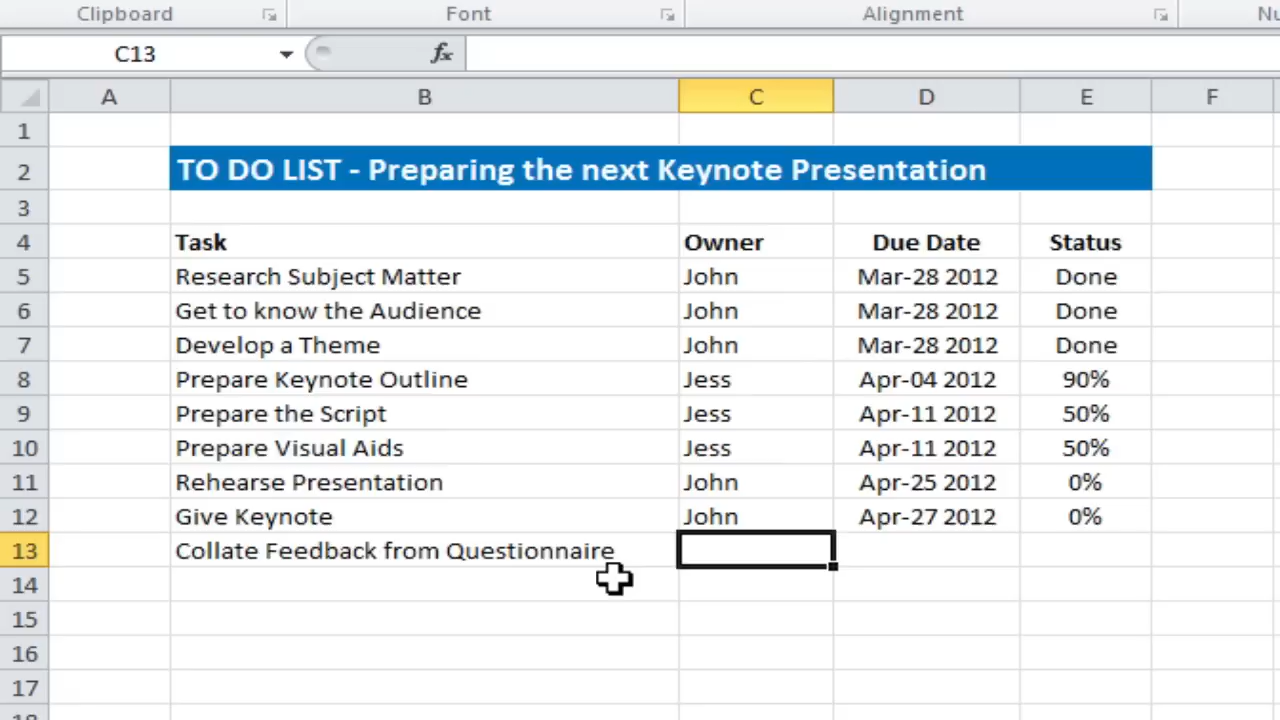 Clipboard Font Alignment Nu
C13 fx
A B C D E F
1
2 TO DO LIST - Preparing the next Keynote Presentation
3
4 Task Owner Due Date Status
5 Research Subject Matter John Mar-28 2012 Done
6 Get to know the Audience John Mar-28 2012 Done
7 Develop a Theme John Mar-28 2012 Done
8 Prepare Keynote Outline Jess Apr-04 2012 90%
9 Prepare the Script Jess Apr-11 2012 50%
10 Prepare Visual Aids Jess Apr-11 2012 50%
11 Rehearse Presentation John Apr-25 2012 0%
12 Give Keynote John Apr-27 2012 0%
13 Collate Feedback from Questionnaire
14
15
16
17
18